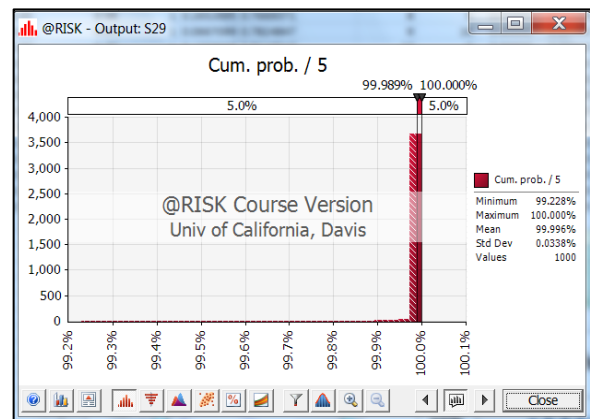 @RISK - Output: S29
Cum. prob. / 5
99.989% 100.000%
5.0% 5.0%
4,000
3,500
3,000
2,500
2,000
1,500
1,000
500
0
99.2%
99.3%
99.4%
99.5%
99.6%
99.7%
99.8%
99.9%
100.0%
100.1%
@RISK Course Version
Univ of California, Davis
Cum. prob. / 5
Minimum 99.228%
Maximum 100.000%
Mean 99.996%
Std Dev 0.0338%
Values 1000
Close